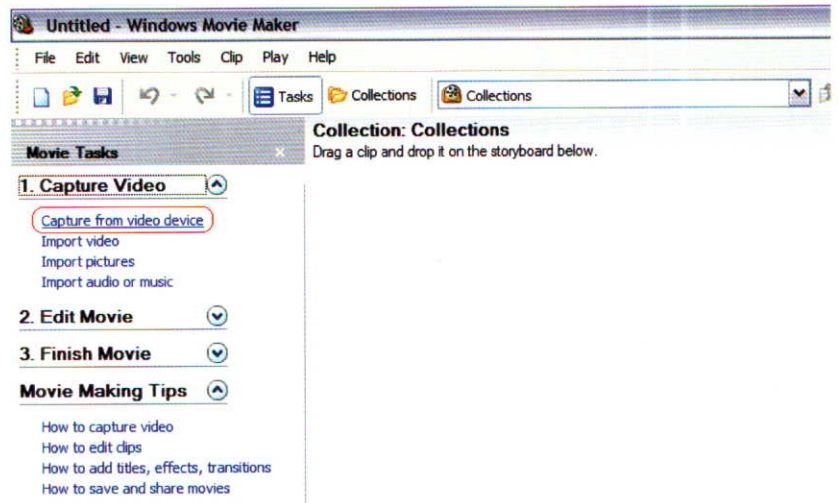 Untitled - Windows Movie Maker
File Edit View Tools Clip Play Help
Tasks Collections Collections
Movie Tasks
Collection: Collections
Drag a clip and drop it on the storyboard below.
1. Capture Video
Capture from video device
Import video
Import pictures
Import audio or music
2. Edit Movie
3. Finish Movie
Movie Making Tips
How to capture video
How to edit clips
How to add titles, effects, transitions
How to save and share movies